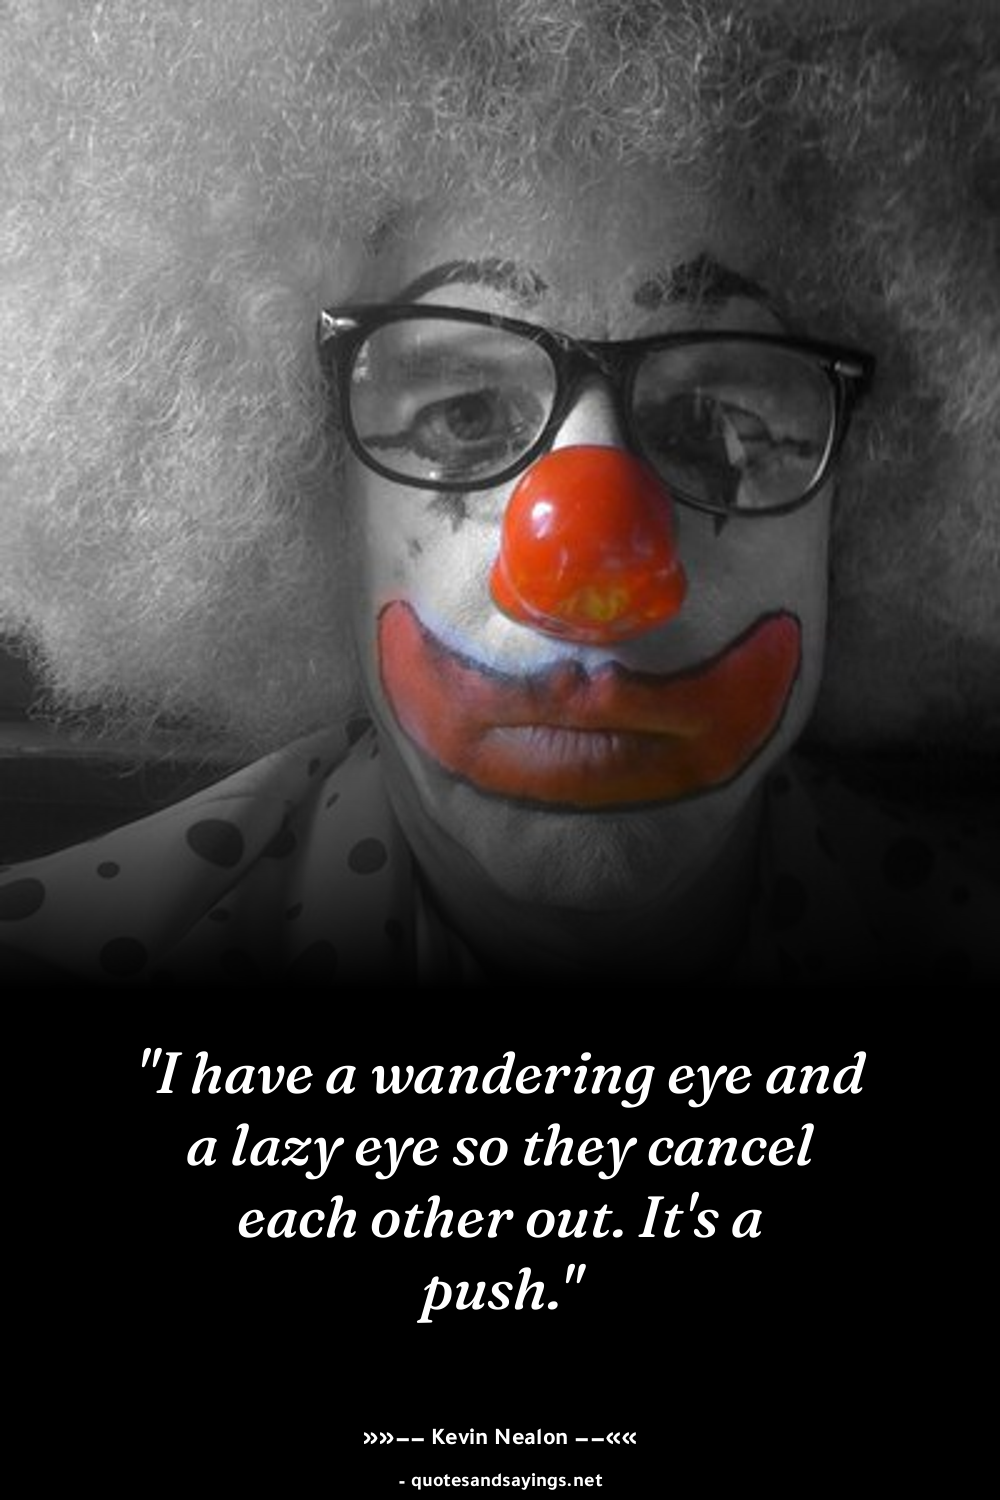 "I have a wandering eye and
a lazy eye so they cancel
each other out. It's a
push."
»»−− Kevin Nealon −−««
- quotesandsayings.net